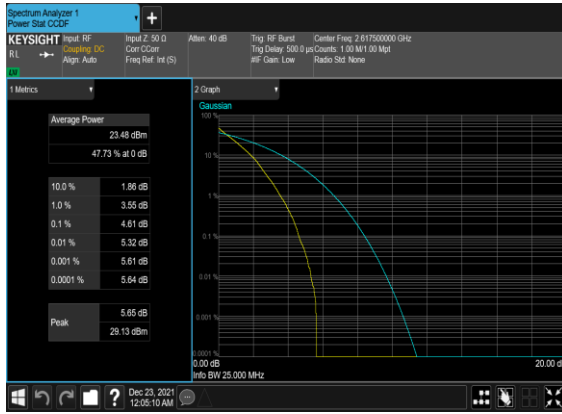 Spectrum Analyzer 1
Power Stat CCDF
+
KEYSIGHT
RL
Input: RF
Coupling: DC
Align: Auto
Input Z: 50 Ω
Corr CCorr
Freq Ref: Int (S)
Atten: 40 dB
Trig: RF Burst
Trig Delay: 500.0 µs
#IF Gain: Low
Center Freq: 2.617500000 GHz
Counts: 1.00 M/1.00 Mpt
Radio Std: None
1 Metrics
Average Power
23.48 dBm
47.73 % at 0 dB
10.0 % 1.86 dB
1.0 % 3.55 dB
0.1 % 4.61 dB
0.01 % 5.32 dB
0.001 % 5.61 dB
0.0001 % 5.64 dB
Peak
5.65 dB
29.13 dBm
2 Graph
Gaussian
100 %
10 %
1 %
0.1 %
0.01 %
0.001 %
0.0001 %
0.00 dB
20.00 d
Info BW 25.000 MHz
?
Dec 23, 2021
12:05:10 AM